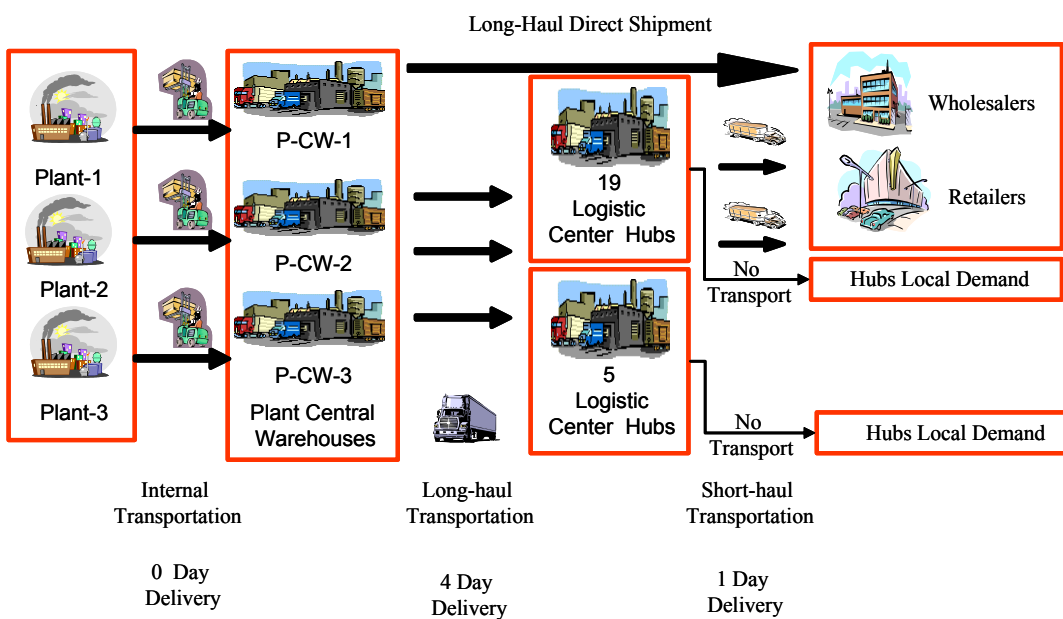 Long-Haul Direct Shipment
Plant-1
Plant-2
Plant-3
P-CW-1
P-CW-2
P-CW-3
Plant Central
Warehouses
19
Logistic
Center Hubs
5
Logistic
Center Hubs
Wholesalers
Retailers
No
Transport
Hubs Local Demand
No
Transport
Hubs Local Demand
Internal
Transportation
Long-haul
Transportation
Short-haul
Transportation
0 Day
Delivery
4 Day
Delivery
1 Day
Delivery